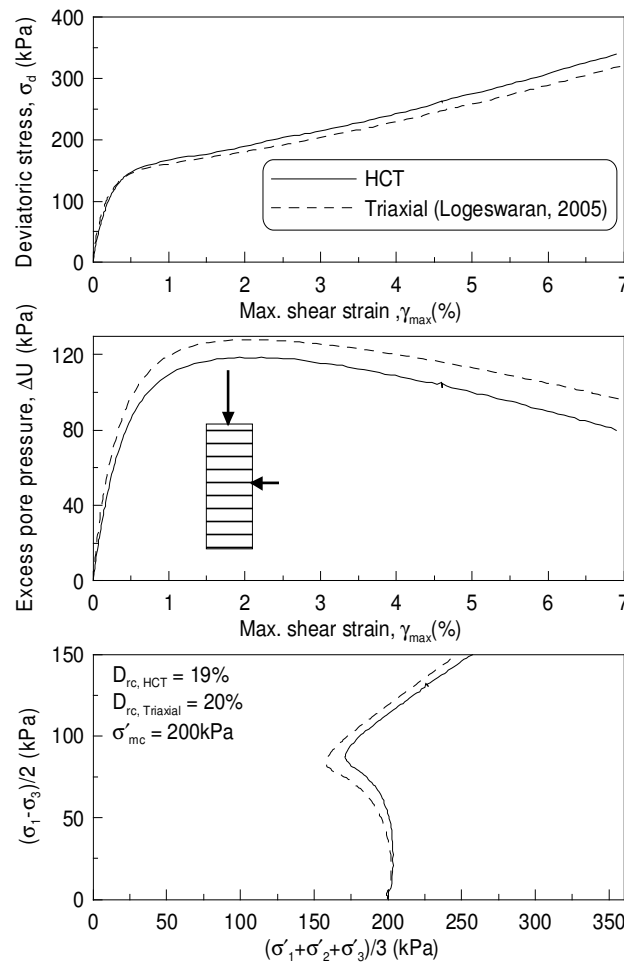 400
300
200
100
0
Deviatoric stress, σd (kPa)
HCT
Triaxial (Logeswaran, 2005)
0 1 2 3 4 5 6 7
Max. shear strain ,γmax(%)
120
80
40
0
Excess pore pressure, ΔU (kPa)
0 1 2 3 4 5 6 7
Max. shear strain, γmax(%)
150
100
50
0
(σ1-σ3)/2 (kPa)
Drc, HCT = 19%
Drc, Triaxial = 20%
σ′mc = 200kPa
0 50 100 150 200 250 300 350
(σ′1+σ′2+σ′3)/3 (kPa)